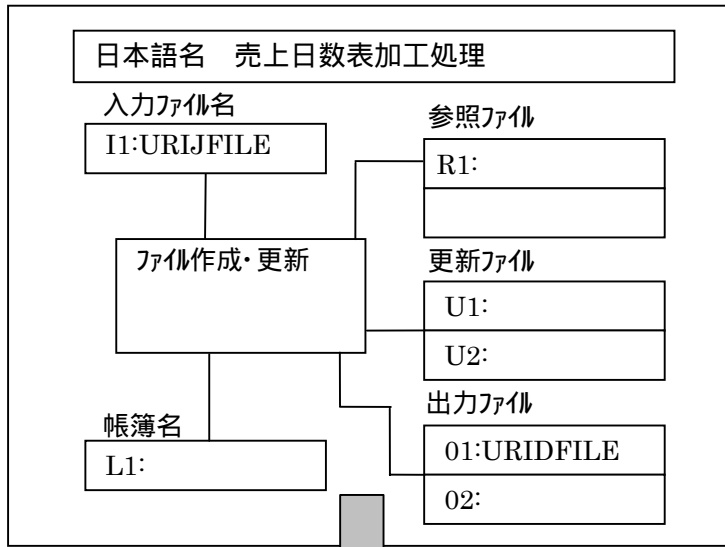 日本語名　売上日数表加工処理
入力ﾌｧｲﾙ名
I1:URIJFILE
参照ﾌｧｲﾙ
R1:
ﾌｧｲﾙ作成・更新
更新ﾌｧｲﾙ
U1:
U2:
帳簿名
L1:
出力ﾌｧｲﾙ
01:URIDFILE
02: